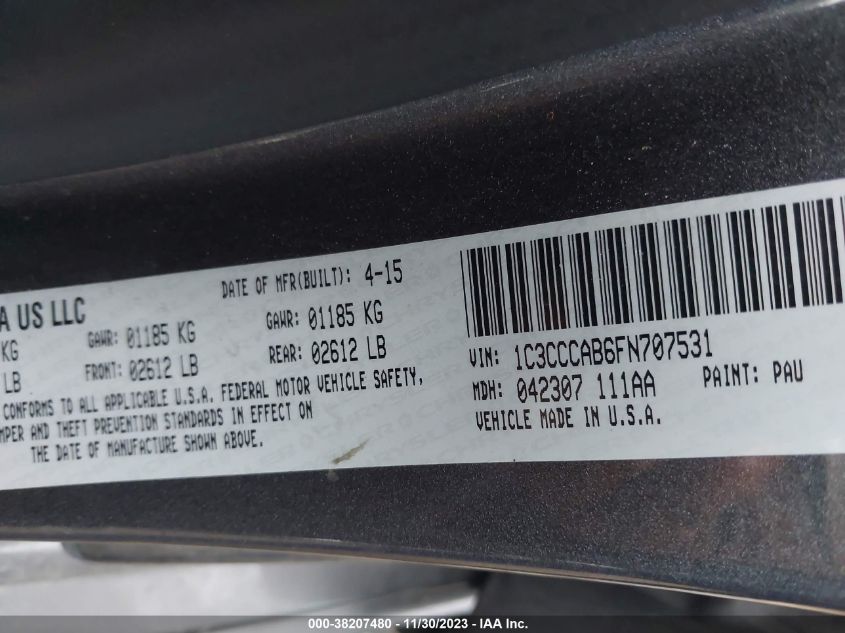 DATE OF MFR(BUILT): 4-15
A US LLC
KG GAWR: 01185 KG GAWR: 01185 KG
LB FRONT: 02612 LB REAR: 02612 LB
CONFORMS TO ALL APPLICABLE U.S.A. FEDERAL MOTOR VEHICLE SAFETY,
MPER AND THEFT PREVENTION STANDARDS IN EFFECT ON
THE DATE OF MANUFACTURE SHOWN ABOVE.
VIN: 1C3CCCAB6FN707531
MDH: 042307 111AA PAINT: PAU
VEHICLE MADE IN U.S.A.
000-38207480 - 11/30/2023 - IAA Inc.